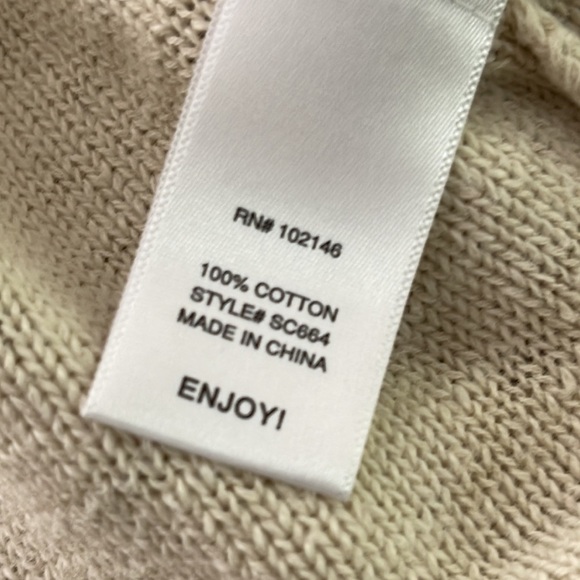 RN# 102146
100% COTTON
STYLE# SC664
MADE IN CHINA
ENJOY!